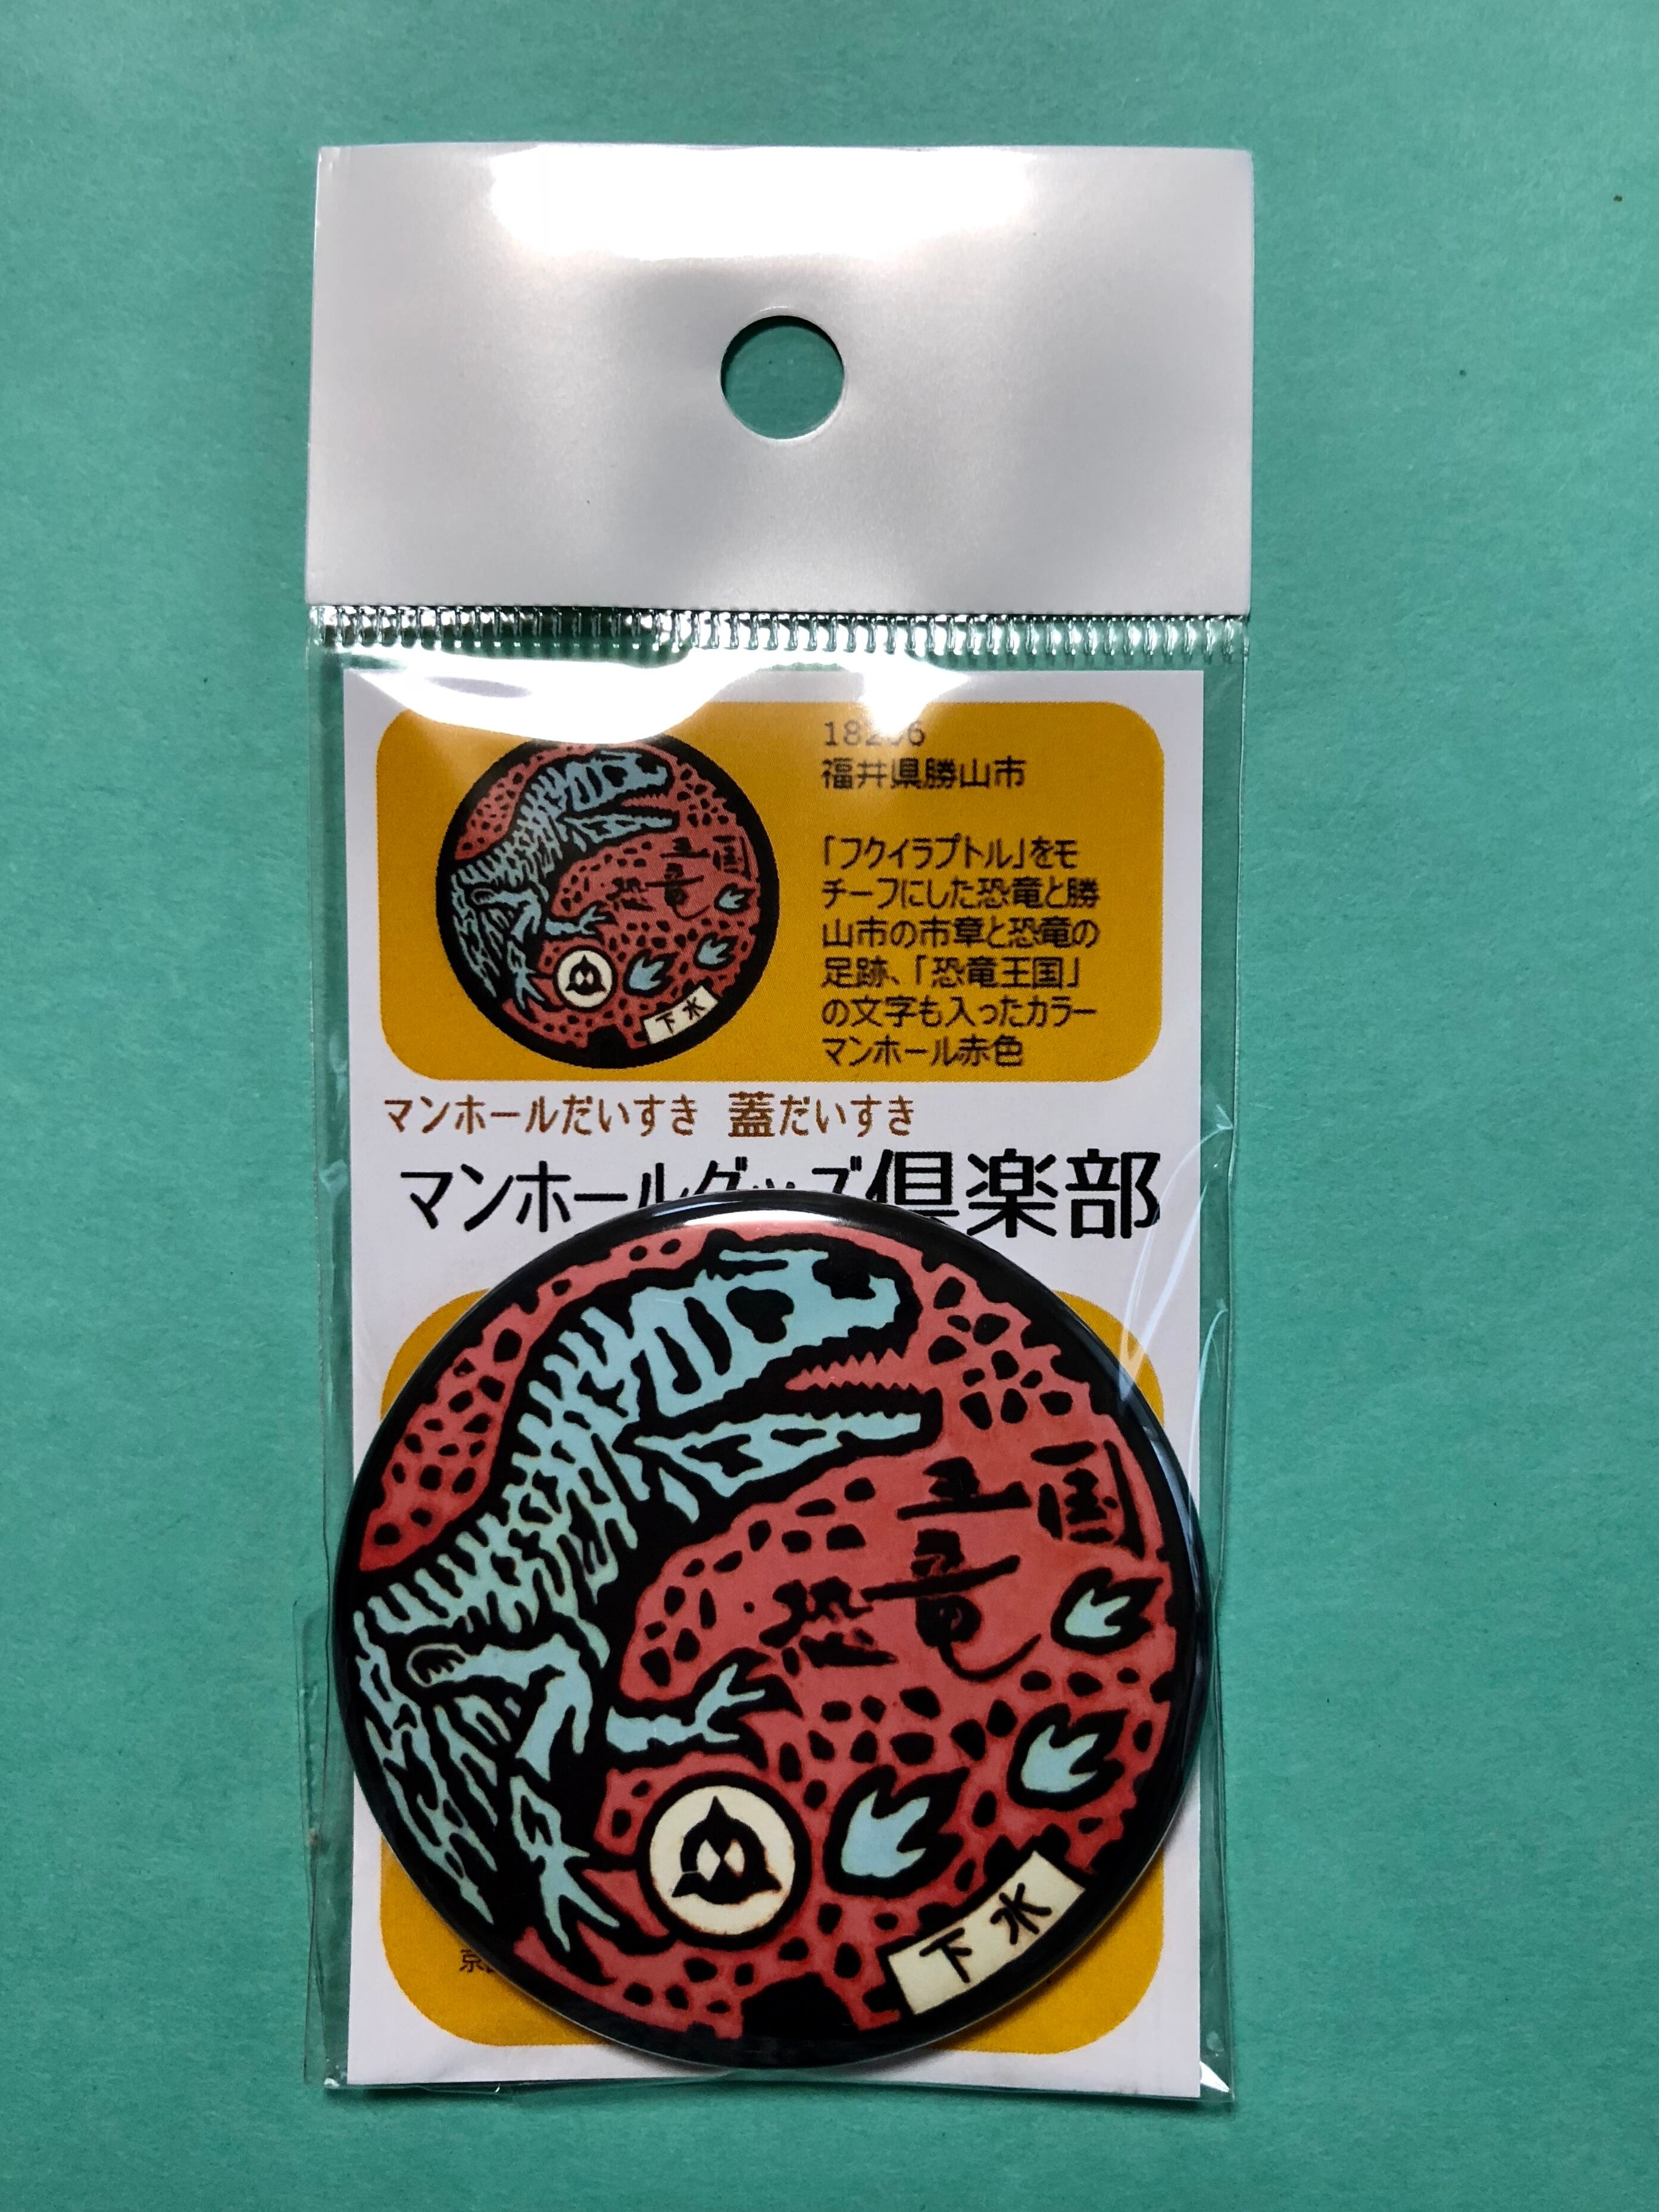 福井県勝山市
「フクイラプトル」をモ
チーフにした恐竜と勝
山市の市章と恐竜の
足跡、「恐竜王国」
の文字も入ったカラー
マンホール赤色
恐竜王国
下水
マンホールだいすき 蓋だいすき
マンホールグッズ倶楽部
恐竜王国
下水